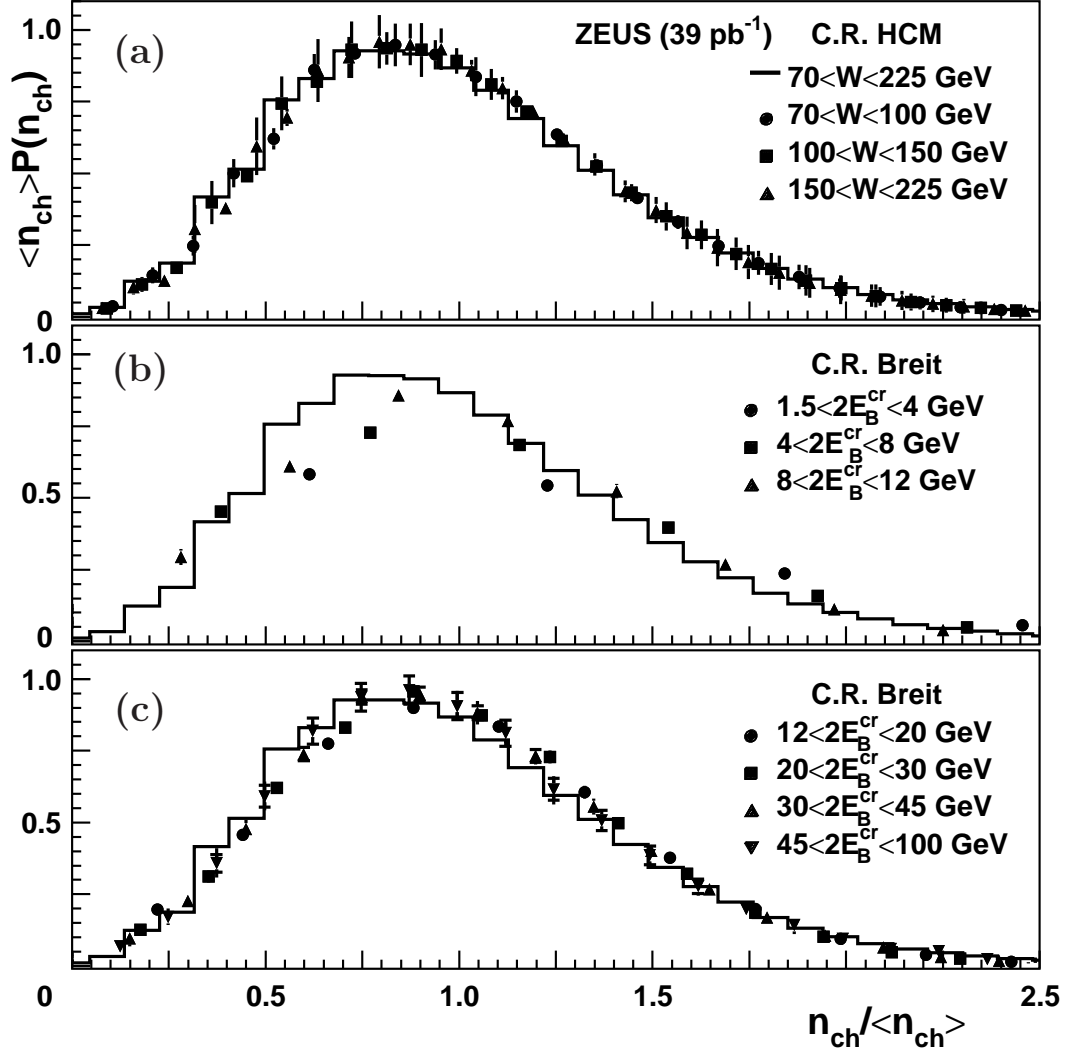 (a)
ZEUS (39 pb-1) C.R. HCM
70<W<225 GeV
70<W<100 GeV
100<W<150 GeV
150<W<225 GeV
<nch>P(nch)
1.0
0
(b)
C.R. Breit
1.5<2EBcr<4 GeV
4<2EBcr<8 GeV
8<2EBcr<12 GeV
1.0
0.5
0
(c)
C.R. Breit
12<2EBcr<20 GeV
20<2EBcr<30 GeV
30<2EBcr<45 GeV
45<2EBcr<100 GeV
1.0
0.5
0 0.5 1.0 1.5 2.5
nch/<nch>